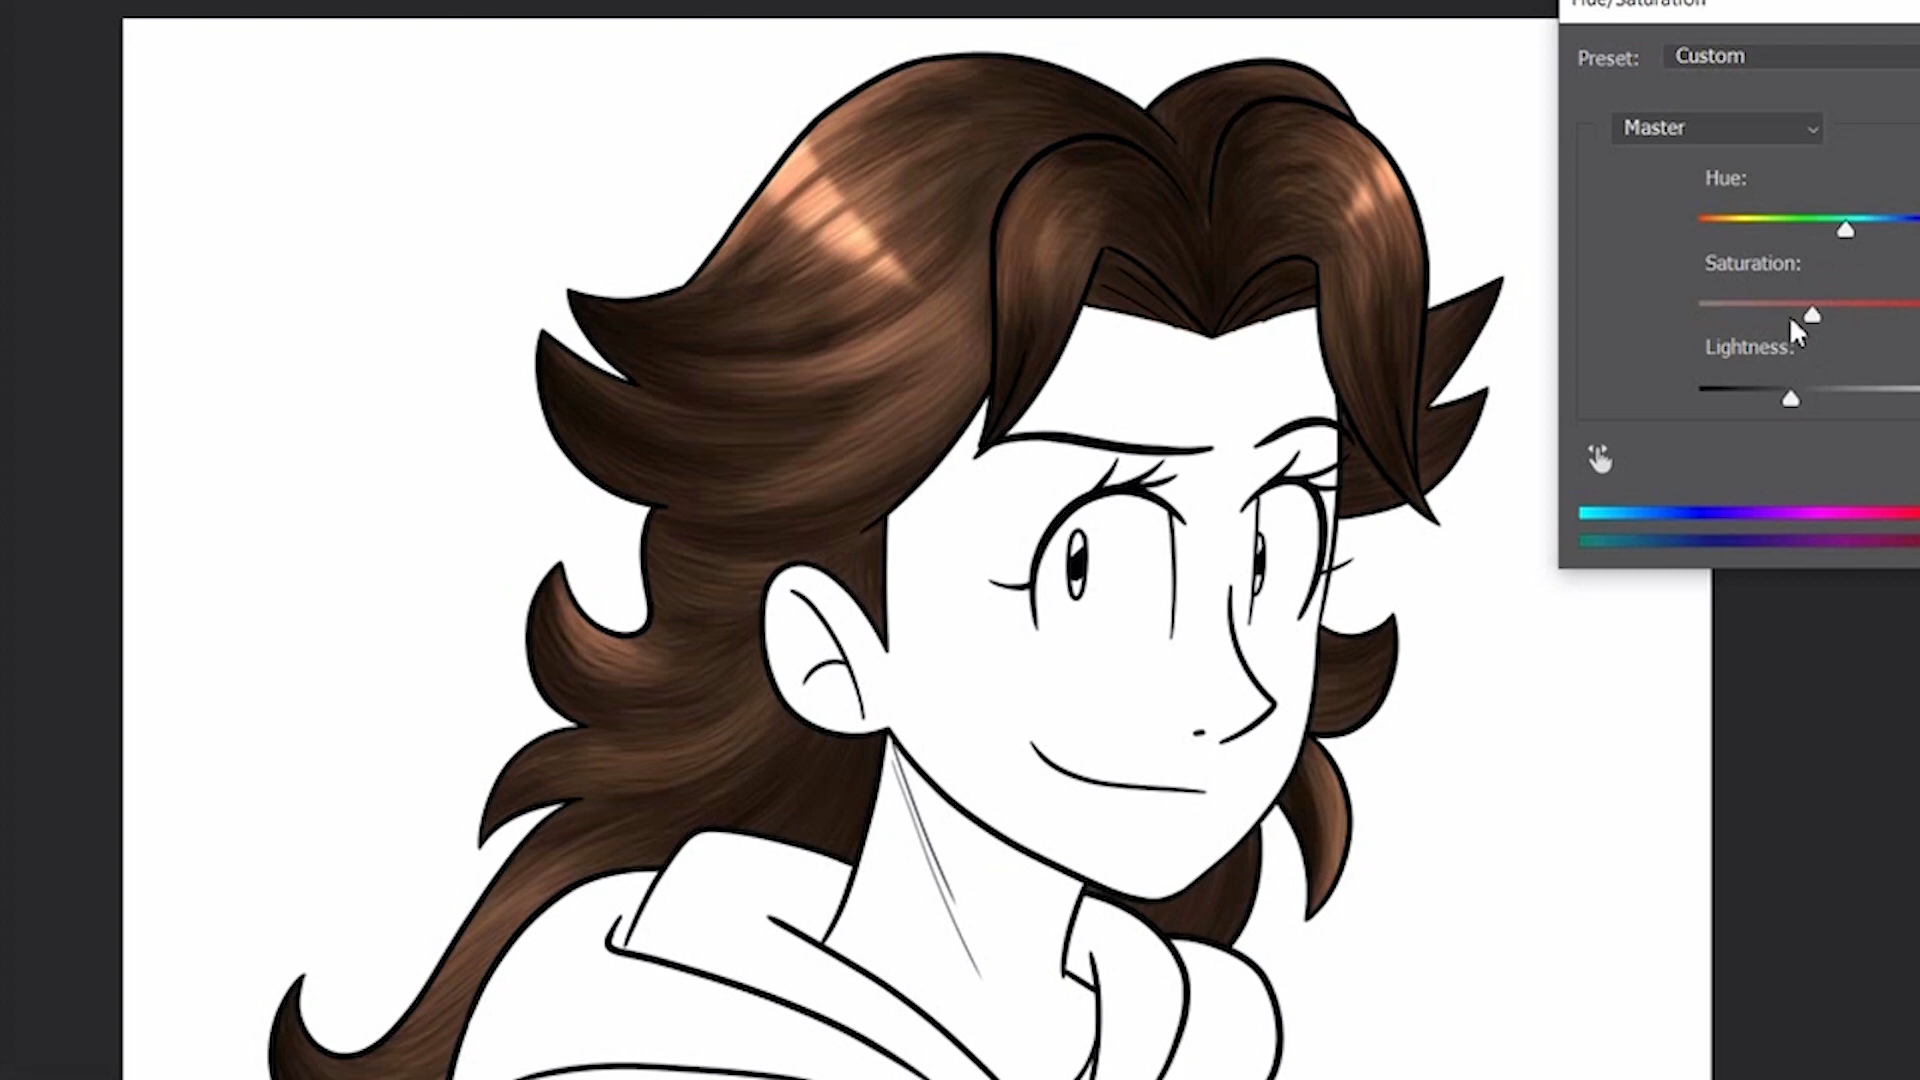 Hue/Saturation
Preset: Custom
Master
Hue:
Saturation:
Lightness: